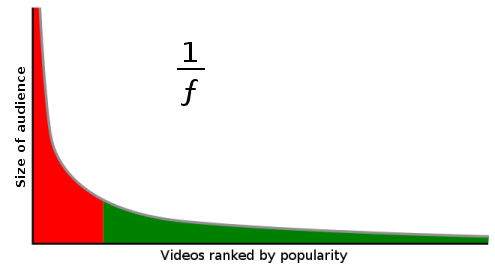 1
f
Size of audience
Videos ranked by popularity